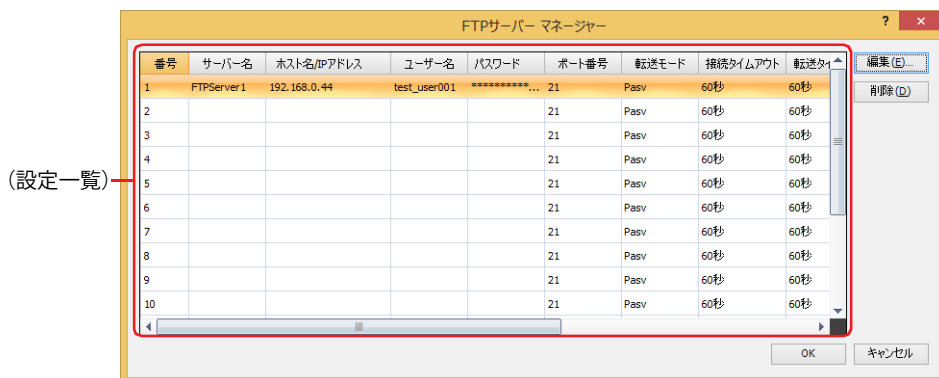 FTPサーバー マネージャー
? ×
番号 サーバー名 ホスト名/IPアドレス ユーザー名 パスワード ポート番号 転送モード 接続タイムアウト 転送タイ
編集(E)...
1 FTPServer1 192.168.0.44 test_user001 **********... 21 Pasv 60秒 60秒
削除(D)
2 21 Pasv 60秒 60秒
3 21 Pasv 60秒 60秒
4 21 Pasv 60秒 60秒
(設定一覧)
5 21 Pasv 60秒 60秒
6 21 Pasv 60秒 60秒
7 21 Pasv 60秒 60秒
8 21 Pasv 60秒 60秒
9 21 Pasv 60秒 60秒
10 21 Pasv 60秒 60秒
OK キャンセル